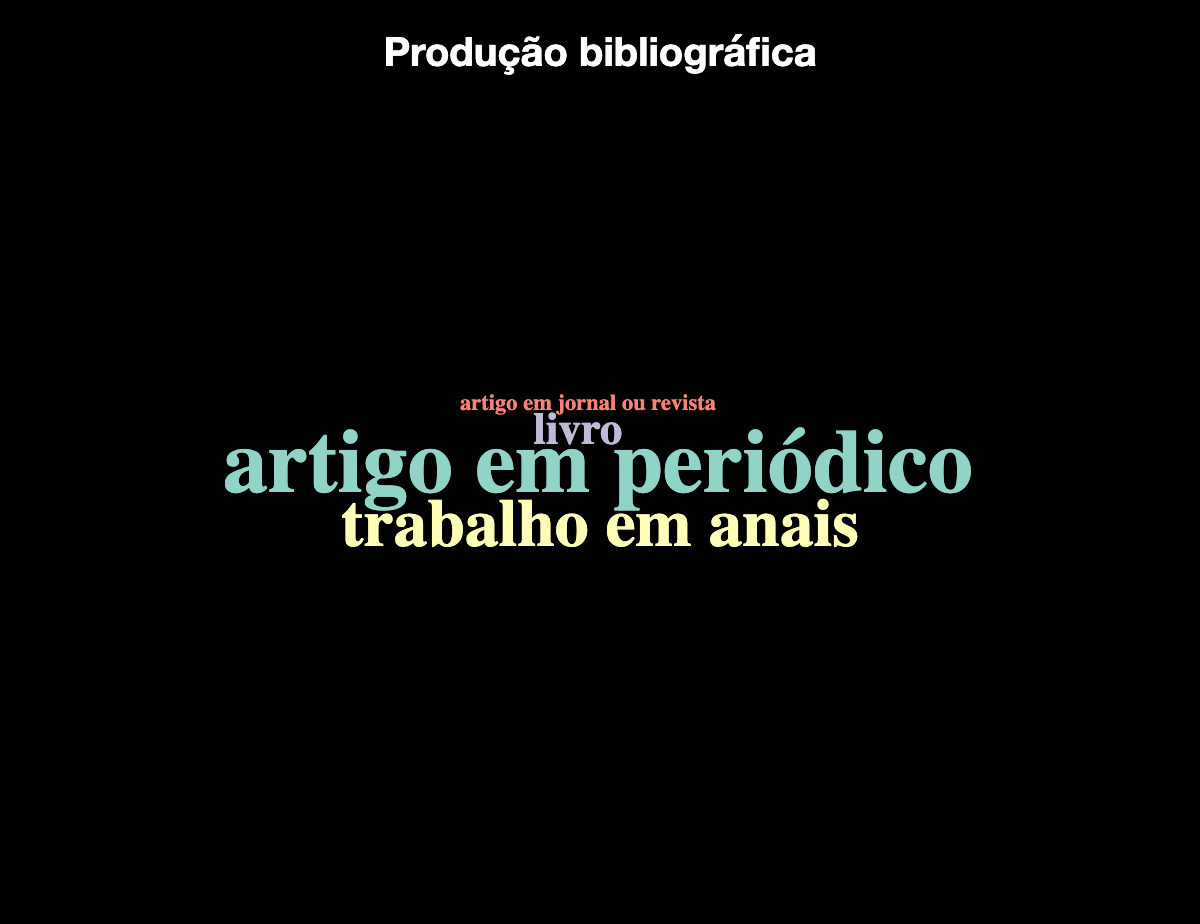 Produção bibliográfica
artigo em jornal ou revista
livro
artigo em periódico
trabalho em anais